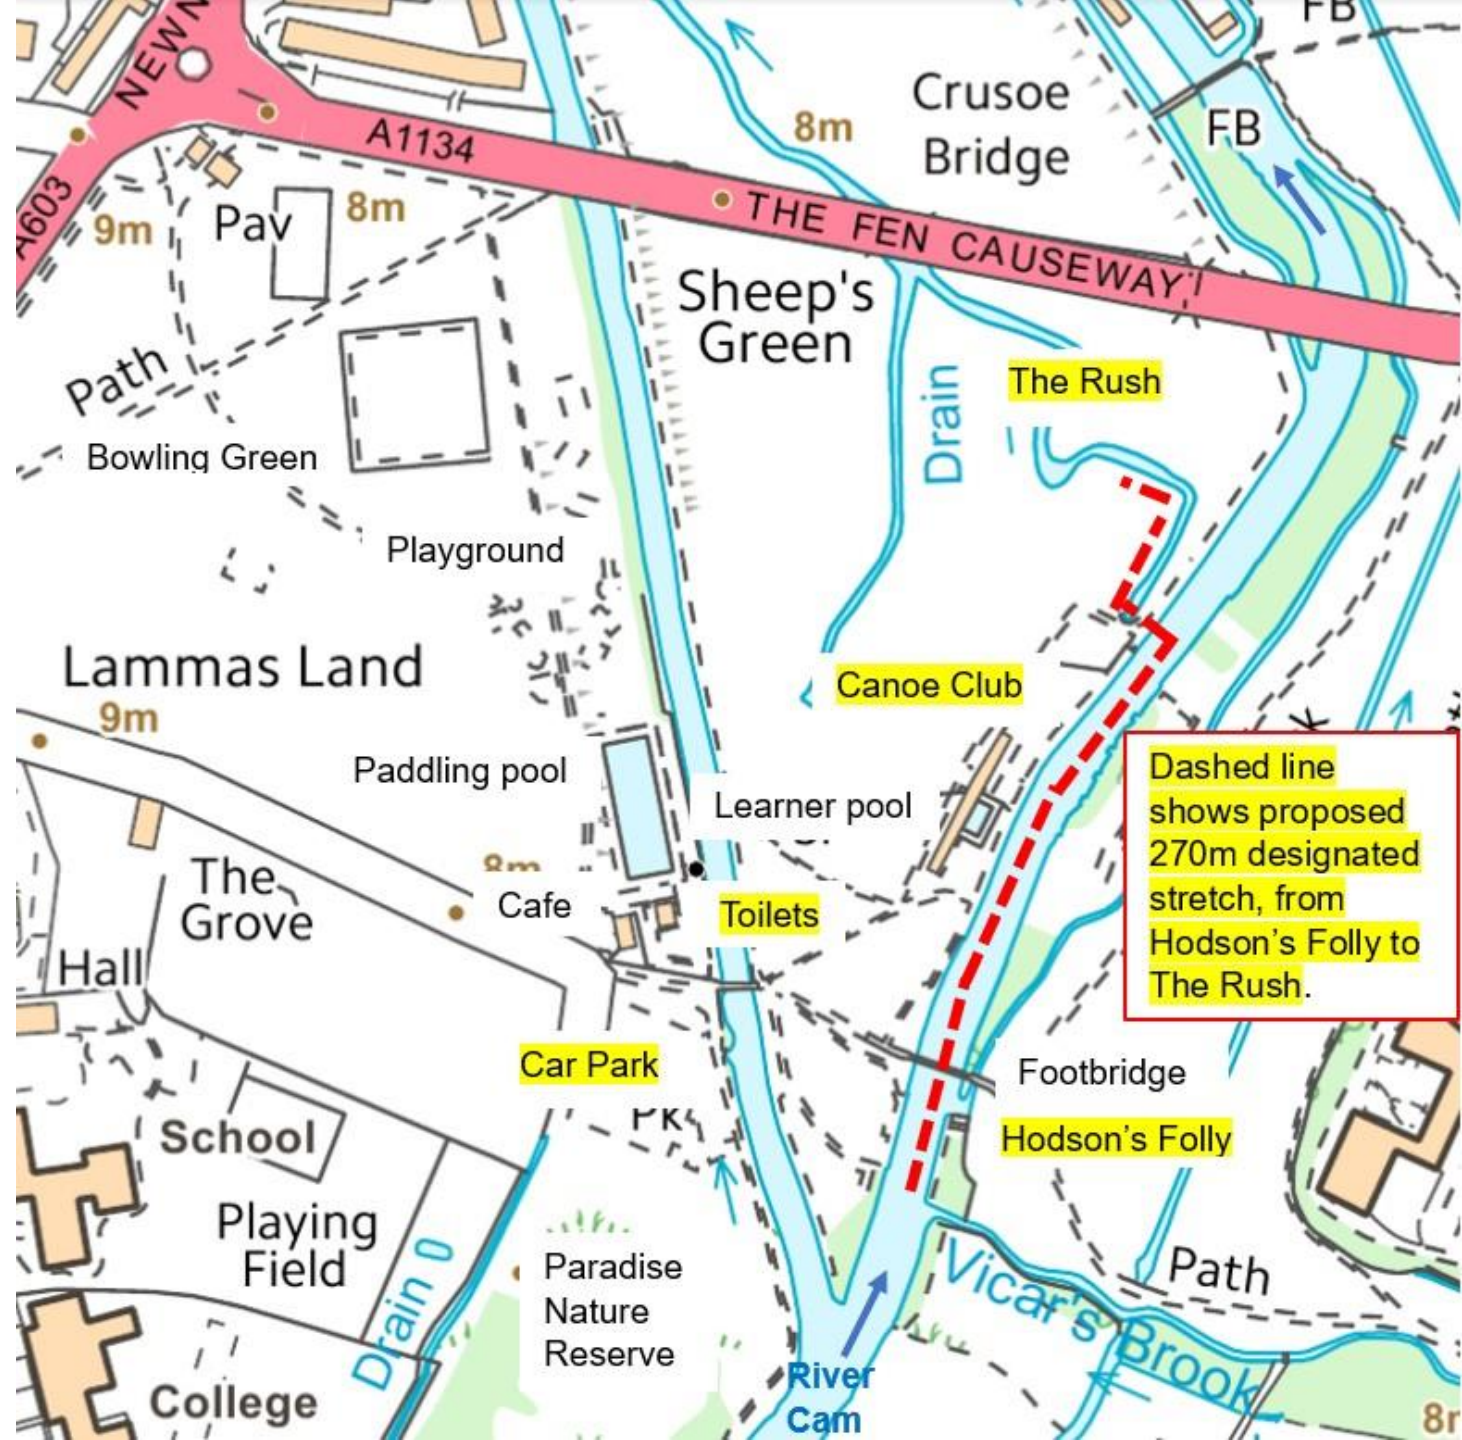 FB
NEWN
Crusoe
Bridge
8m
FB
A1134
A603
9m
Pav
8m
THE FEN CAUSEWAY
Sheep's
Green
Path
Drain
The Rush
Bowling Green
Playground
Lammas Land
9m
Canoe Club
Paddling pool
Learner pool
Dashed line
shows proposed
270m designated
stretch, from
Hodson’s Folly to
The Rush.
8m
The
Grove
Cafe
Toilets
Hall
Car Park
Footbridge
Pk
School
Hodson’s Folly
Playing
Field
Drain
Paradise
Nature
Reserve
Vicar's Brook
Path
River
Cam
College